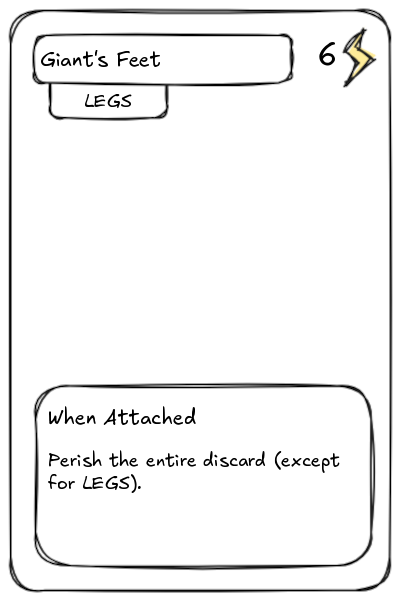 Giant's Feet
6
LEGS
When Attached
Perish the entire discard (except
for LEGS).